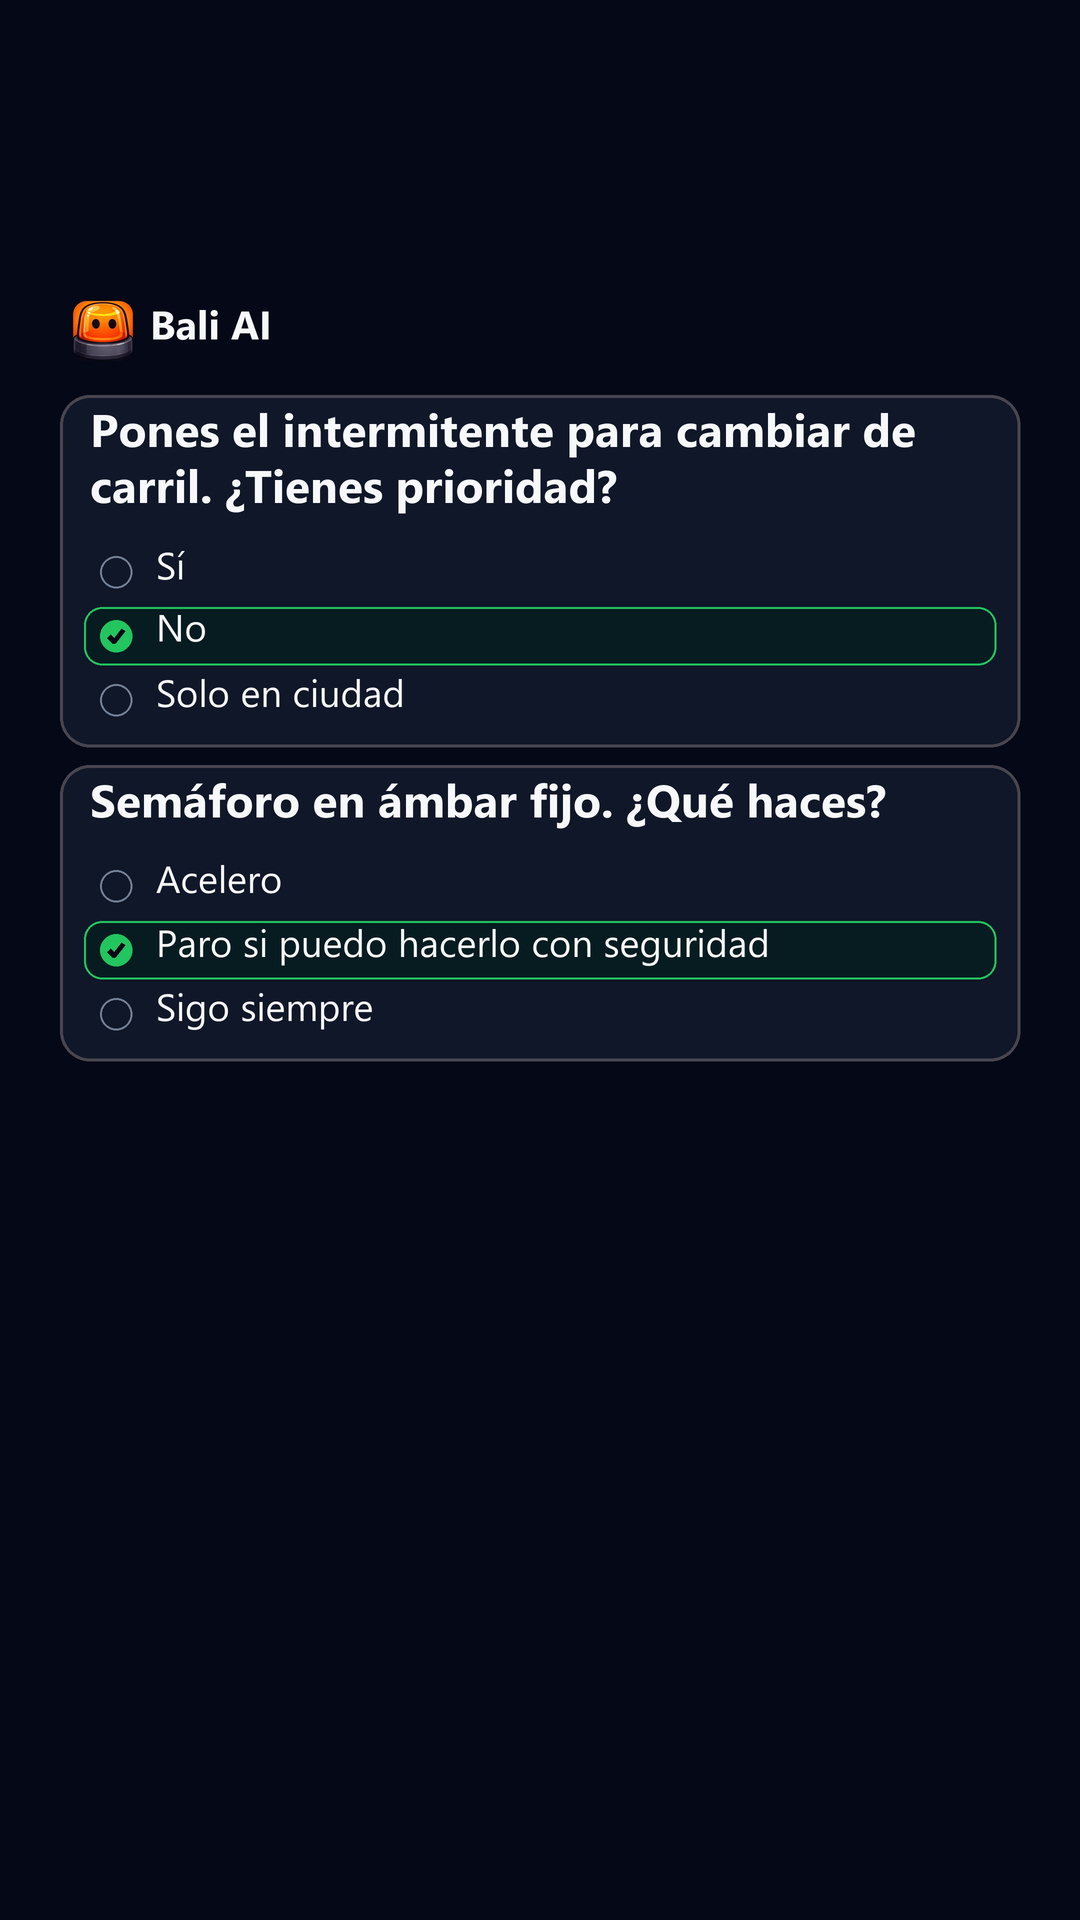 Bali AI
Pones el intermitente para cambiar de
carril. ¿Tienes prioridad?
Sí
No
Solo en ciudad
Semáforo en ámbar fijo. ¿Qué haces?
Acelero
Paro si puedo hacerlo con seguridad
Sigo siempre